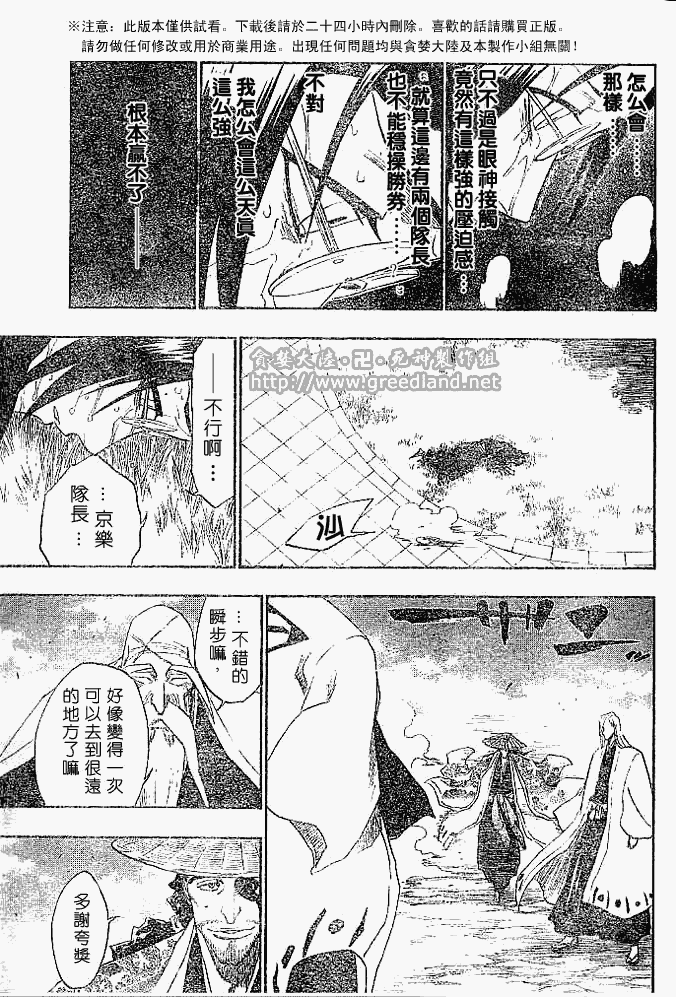 ※注意：此版本僅供試看。下載後請於二十四小時內刪除。喜歡的話請購買正版。
請勿做任何修改或用於商業用途。出現任何問題均與貪婪大陸及本製作小組無關！
怎么會……
那樣……
只不過是眼神接觸
竟然有這樣強的壓迫感…
就算這邊有兩個隊長
也不能穩操勝券……？
不對
我怎么會這么天真
這么強
根本贏不了——
貪婪大陸·卍·死神製作組
http://www.greedland.net
沙
——不行啊…
…京樂
隊長…
…不錯的
瞬步嘛，
好像變得一次
可以去到很遠
的地方了嘛
多謝夸獎